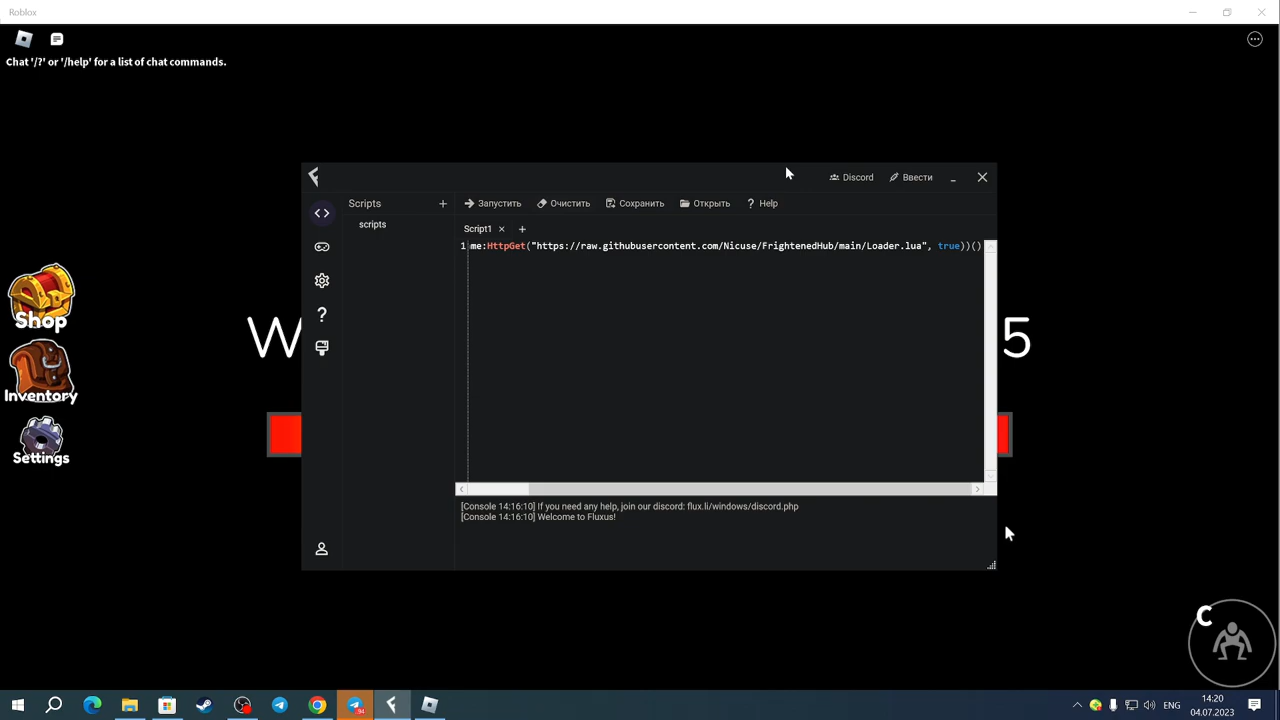 Roblox
Chat '/?' or '/help' for a list of chat commands.
Discord
Ввести
Scripts
Запустить
Очистить
Сохранить
Открыть
Help
scripts
Script1
1 me:HttpGet("https://raw.githubusercontent.com/Nicuse/FrightenedHub/main/Loader.lua", true))()
Shop
W
5
Inventory
Settings
[Console 14:16:10] If you need any help, join our discord: flux.li/windows/discord.php
[Console 14:16:10] Welcome to Fluxus!
C
94
ENG
14:20
04.07.2023